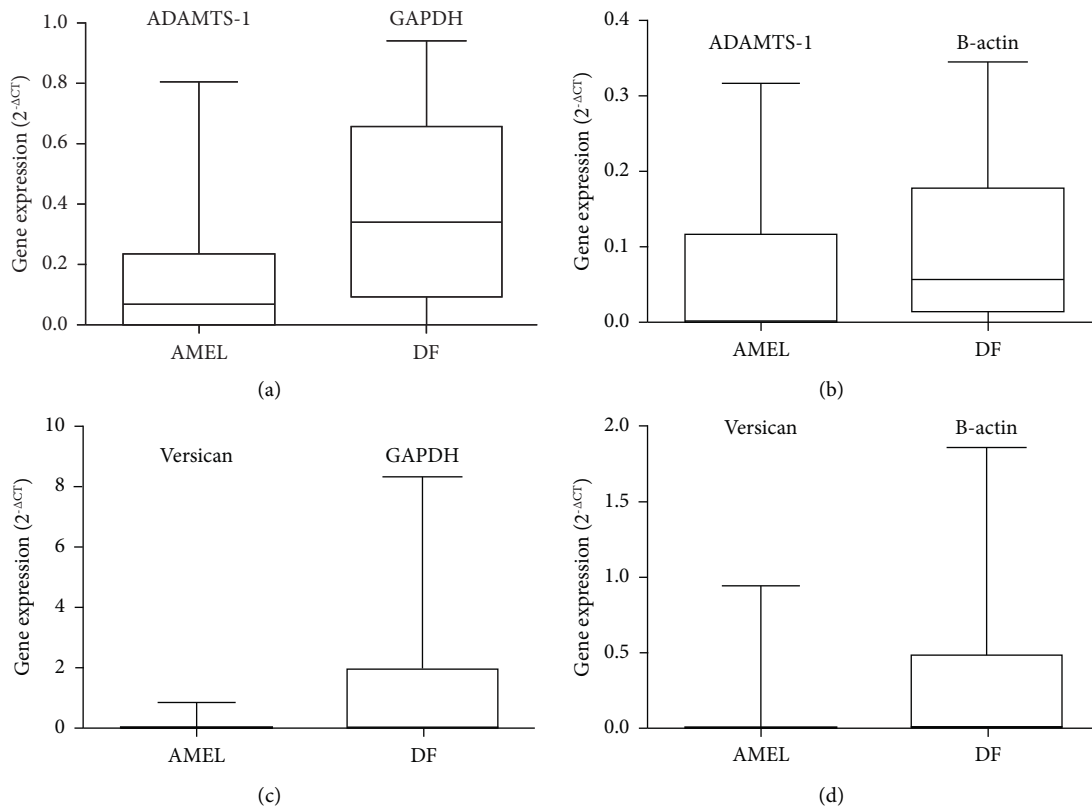 ADAMTS-1 GAPDH
Gene expression (2-ΔCT)
1.0
0.8
0.6
0.4
0.2
0.0
AMEL DF
(a)
ADAMTS-1 B-actin
Gene expression (2-ΔCT)
0.4
0.3
0.2
0.1
0.0
AMEL DF
(b)
Versican GAPDH
Gene expression (2-ΔCT)
10
8
6
4
2
0
AMEL DF
(c)
Versican B-actin
Gene expression (2-ΔCT)
2.0
1.5
1.0
0.5
0.0
AMEL DF
(d)